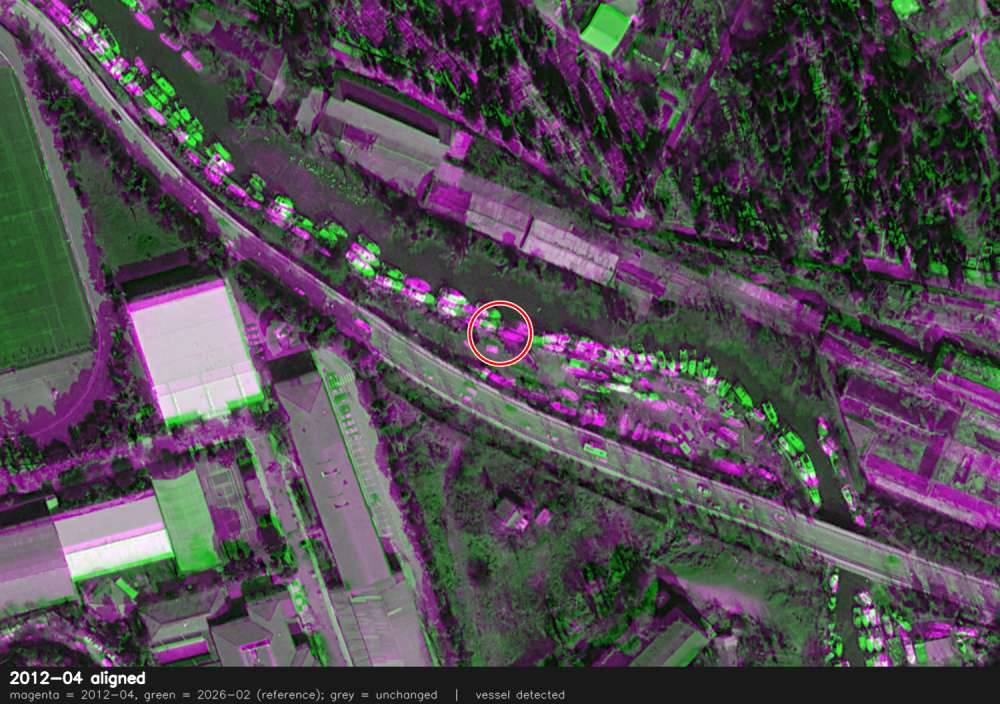 2012-04 aligned
magenta = 2012-04, green = 2026-02 (reference); grey = unchanged | vessel detected